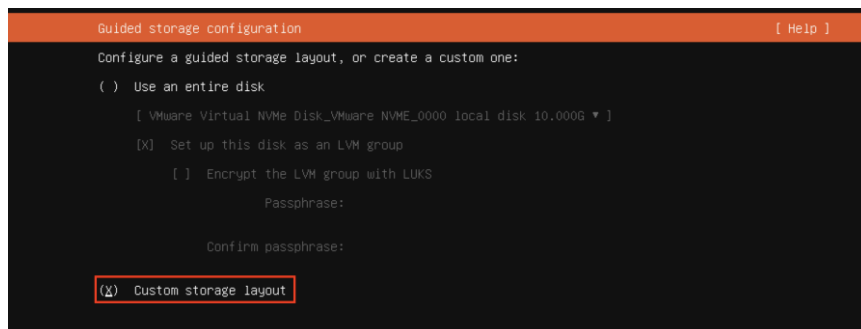 Guided storage configuration [ Help ]
Configure a guided storage layout, or create a custom one:
( ) Use an entire disk
[ VMware Virtual NVMe Disk_VMware NVME_0000 local disk 10.000G ▾ ]
[X] Set up this disk as an LVM group
[ ] Encrypt the LVM group with LUKS
Passphrase:
Confirm passphrase:
(X) Custom storage layout